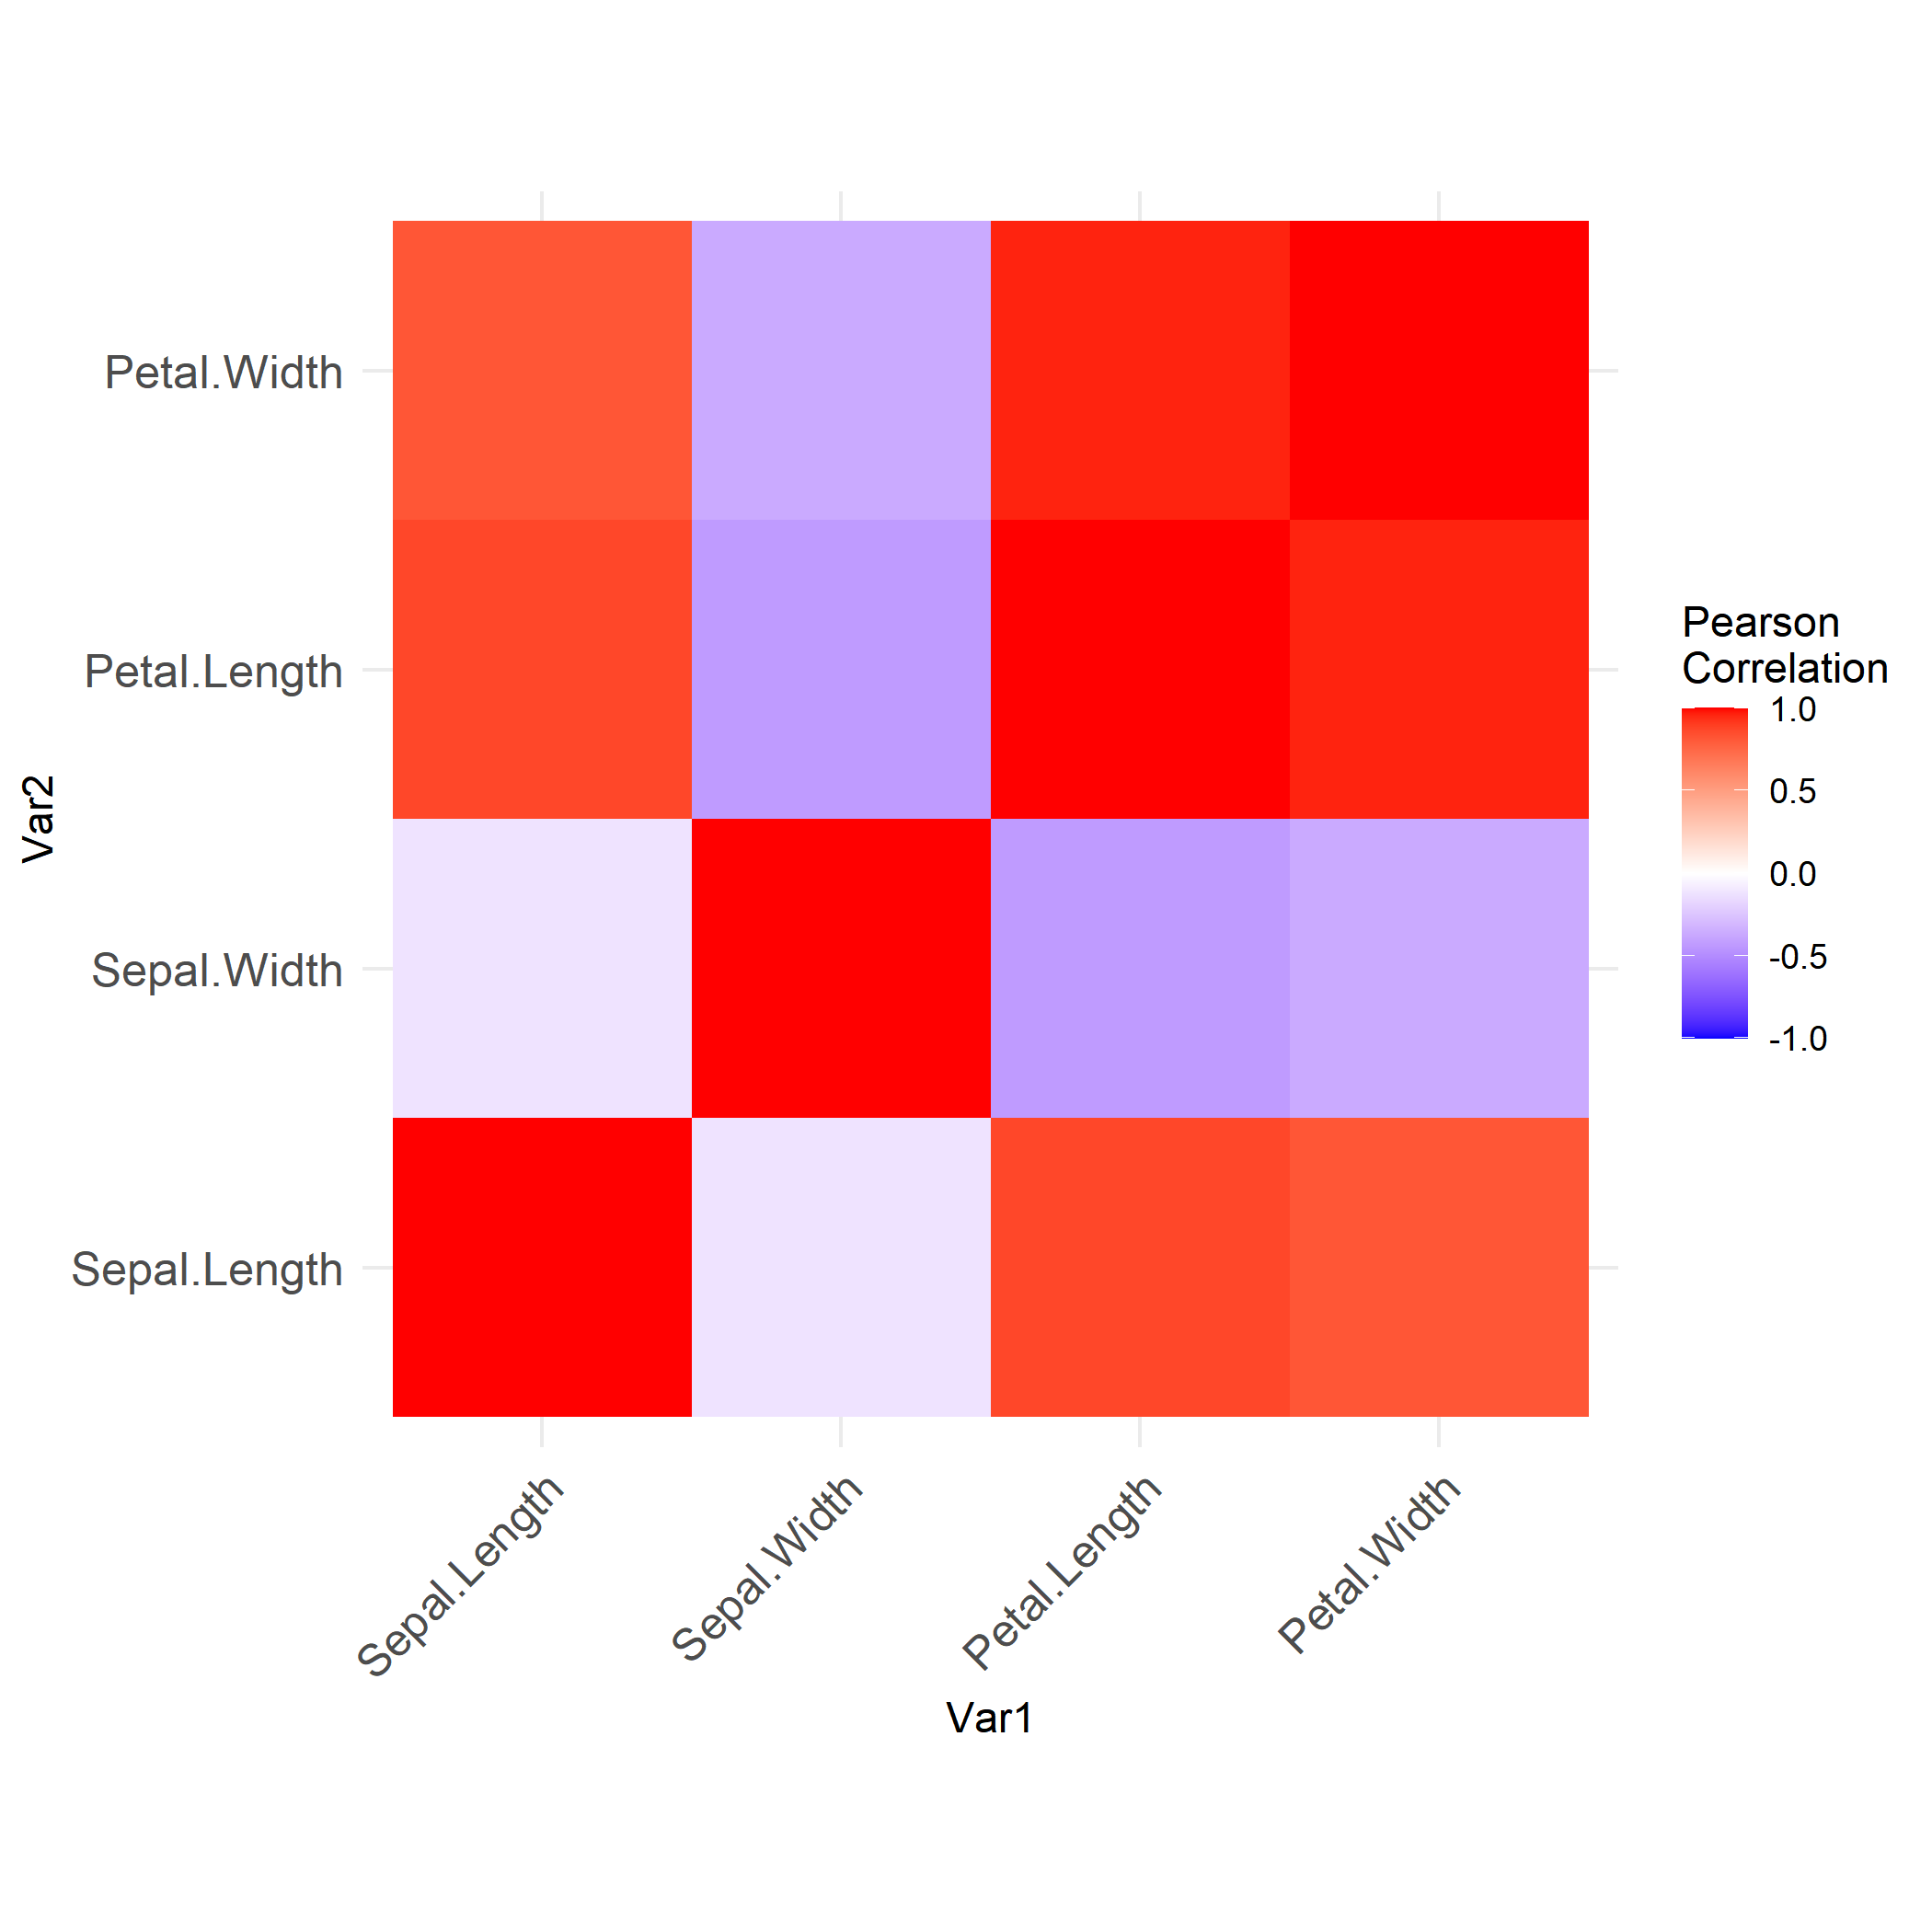 Var2
Petal.Width
Petal.Length
Sepal.Width
Sepal.Length
Sepal.Length
Sepal.Width
Petal.Length
Petal.Width
Var1
Pearson
Correlation
1.0
0.5
0.0
-0.5
-1.0